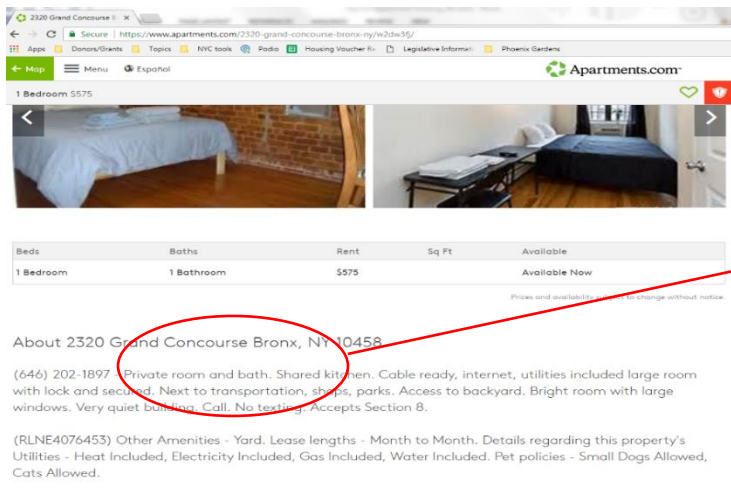 2320 Grand Concourse B
Secure | https://www.apartments.com/2320-grand-concourse-bronx-ny/w2dw3fj/
Apps Donors/Grants Topics NYC tools Podio Housing Voucher Legislative Informati Phoenix Gardens
← Map Menu Español Apartments.com
1 Bedroom $575
Beds Baths Rent Sq Ft Available
1 Bedroom 1 Bathroom $575 Available Now
Prices and availability subject to change without notice.
About 2320 Grand Concourse Bronx, NY 10458
(646) 202-1897 - Private room and bath. Shared kitchen. Cable ready, internet, utilities included large room
with lock and secured. Next to transportation, shops, parks. Access to backyard. Bright room with large
windows. Very quiet building. Call. No texting. Accepts Section 8.
(RLNE4076453) Other Amenities - Yard. Lease lengths - Month to Month. Details regarding this property's
Utilities - Heat Included, Electricity Included, Gas Included, Water Included. Pet policies - Small Dogs Allowed,
Cats Allowed.